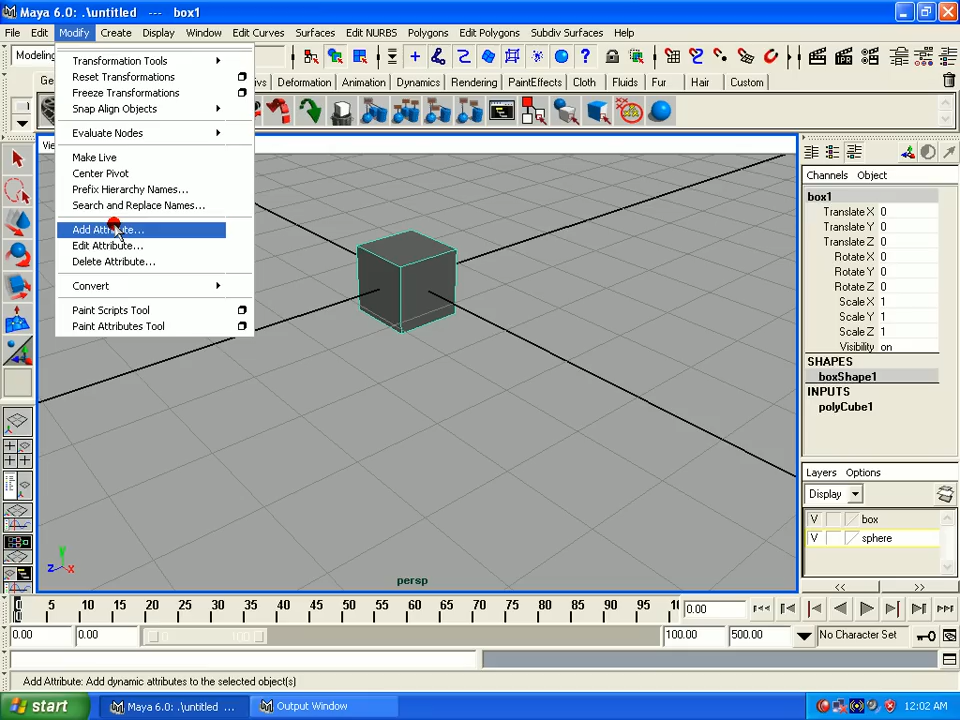 Maya 6.0: .\untitled --- box1
File Edit Modify Create Display Window Edit Curves Surfaces Edit NURBS Polygons Edit Polygons Subdiv Surfaces Help
Modeling
Deformation Animation Dynamics Rendering PaintEffects Cloth Fluids Fur Hair Custom
Transformation Tools
Reset Transformations
Freeze Transformations
Snap Align Objects
Evaluate Nodes
Make Live
Center Pivot
Prefix Hierarchy Names...
Search and Replace Names...
Add Attribute...
Edit Attribute...
Delete Attribute...
Convert
Paint Scripts Tool
Paint Attributes Tool
Channels Object
box1
Translate X 0
Translate Y 0
Translate Z 0
Rotate X 0
Rotate Y 0
Rotate Z 0
Scale X 1
Scale Y 1
Scale Z 1
Visibility on
SHAPES
boxShape1
INPUTS
polyCube1
Layers Options
Display
V box
V sphere
<< >>
y
z x
persp
5 10 15 20 25 30 35 40 45 50 55 60 65 70 75 80 85 90 95 0.00
0.00 0.00 100 100.00 500.00 No Character Set
Add Attribute: Add dynamic attributes to the selected object(s)
start Maya 6.0: .\untitled ... Output Window 12:02 AM